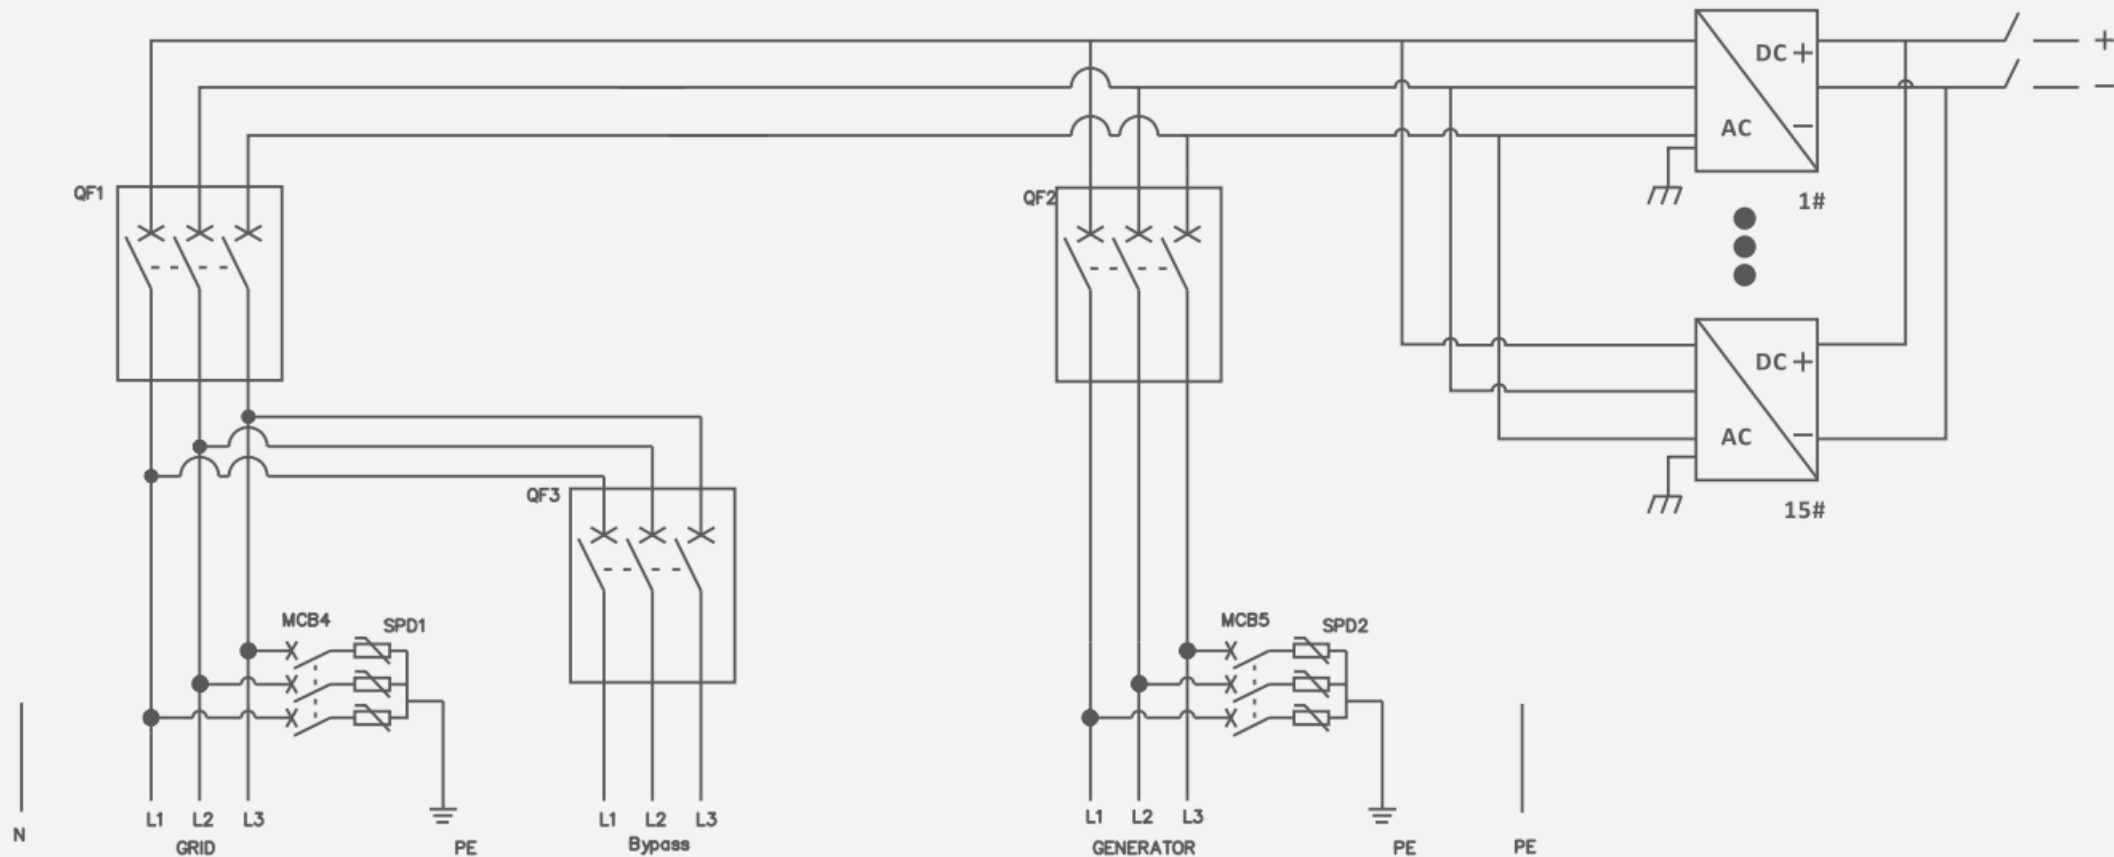 DC +
+
−
AC −
1#
QF1
QF2
DC +
AC −
15#
QF3
MCB4 SPD1
MCB5 SPD2
L1 L2 L3
L1 L2 L3
L1 L2 L3
N
GRID
PE
Bypass
GENERATOR
PE
PE